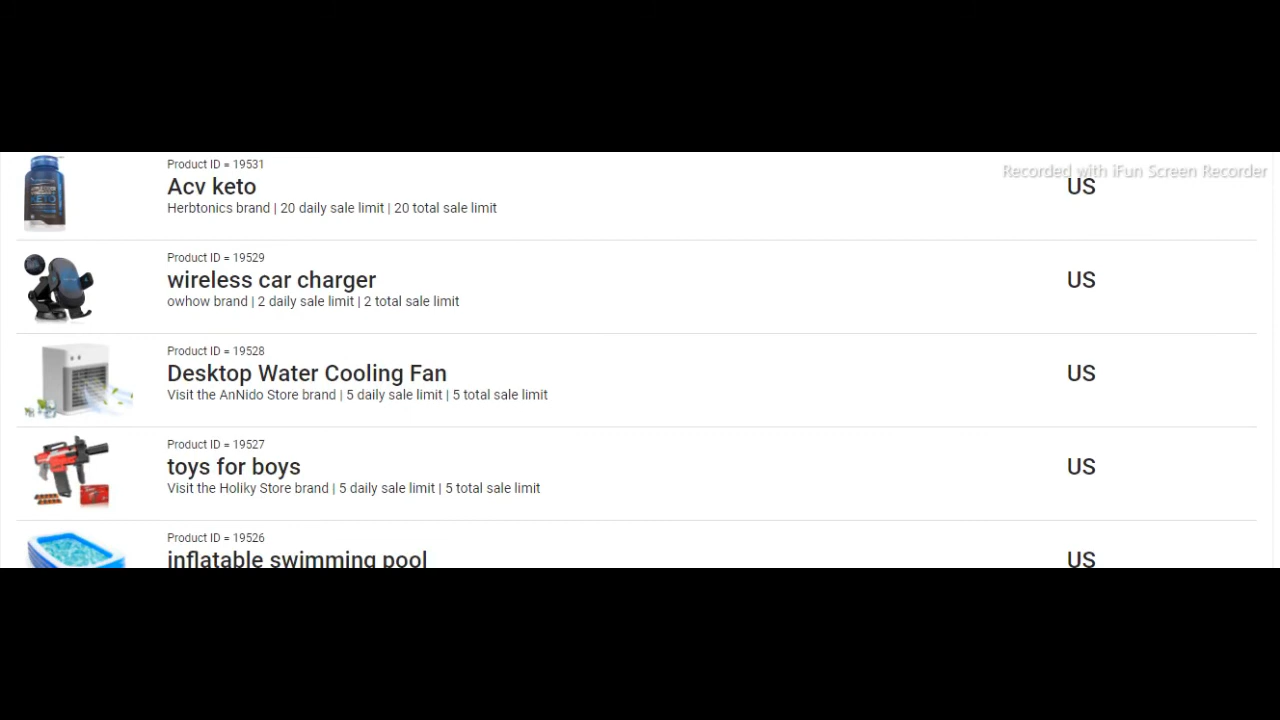 Product ID = 19531
Recorded with iFun Screen Recorder
Acv keto
US
Herbtonics brand | 20 daily sale limit | 20 total sale limit
KETO
Product ID = 19529
wireless car charger
US
owhow brand | 2 daily sale limit | 2 total sale limit
Product ID = 19528
Desktop Water Cooling Fan
US
Visit the AnNido Store brand | 5 daily sale limit | 5 total sale limit
Product ID = 19527
toys for boys
US
Visit the Holiky Store brand | 5 daily sale limit | 5 total sale limit
Product ID = 19526
inflatable swimming pool
US